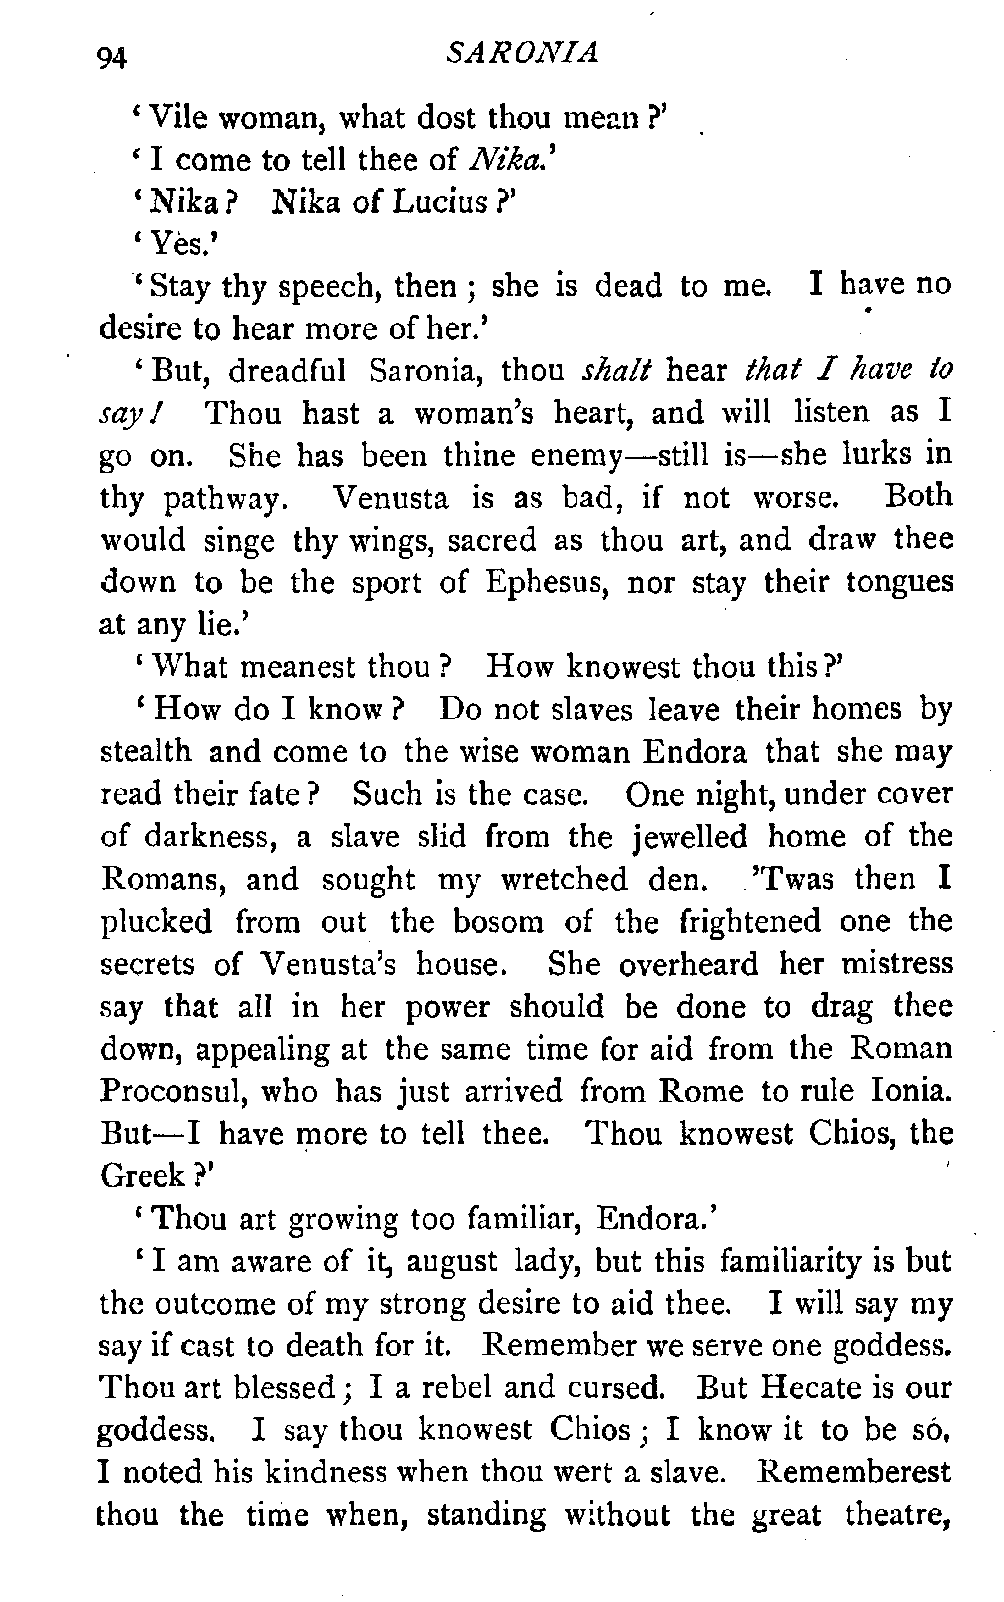 94 SARONIA
‘Vile woman, what dost thou mean?’
‘I come to tell thee of Nika.’
‘Nika? Nika of Lucius?’
‘Yes.’
‘Stay thy speech, then; she is dead to me. I have no
desire to hear more of her.’
‘But, dreadful Saronia, thou shalt hear that I have to
say! Thou hast a woman's heart, and will listen as I
go on. She has been thine enemy—still is—she lurks in
thy pathway. Venusta is as bad, if not worse. Both
would singe thy wings, sacred as thou art, and draw thee
down to be the sport of Ephesus, nor stay their tongues
at any lie.’
‘What meanest thou? How knowest thou this?’
‘How do I know? Do not slaves leave their homes by
stealth and come to the wise woman Endora that she may
read their fate? Such is the case. One night, under cover
of darkness, a slave slid from the jewelled home of the
Romans, and sought my wretched den. ’Twas then I
plucked from out the bosom of the frightened one the
secrets of Venusta's house. She overheard her mistress
say that all in her power should be done to drag thee
down, appealing at the same time for aid from the Roman
Proconsul, who has just arrived from Rome to rule Ionia.
But—I have more to tell thee. Thou knowest Chios, the
Greek?’
‘Thou art growing too familiar, Endora.’
‘I am aware of it, august lady, but this familiarity is but
the outcome of my strong desire to aid thee. I will say my
say if cast to death for it. Remember we serve one goddess.
Thou art blessed; I a rebel and cursed. But Hecate is our
goddess. I say thou knowest Chios; I know it to be so,
I noted his kindness when thou wert a slave. Rememberest
thou the time when, standing without the great theatre,